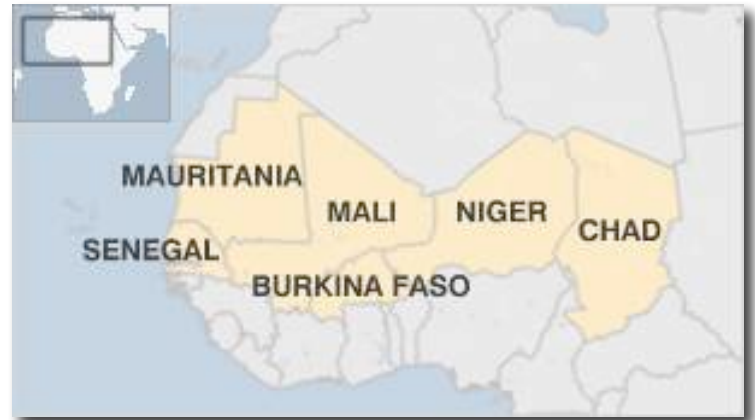 MAURITANIA
MALI
NIGER
CHAD
SENEGAL
BURKINA FASO